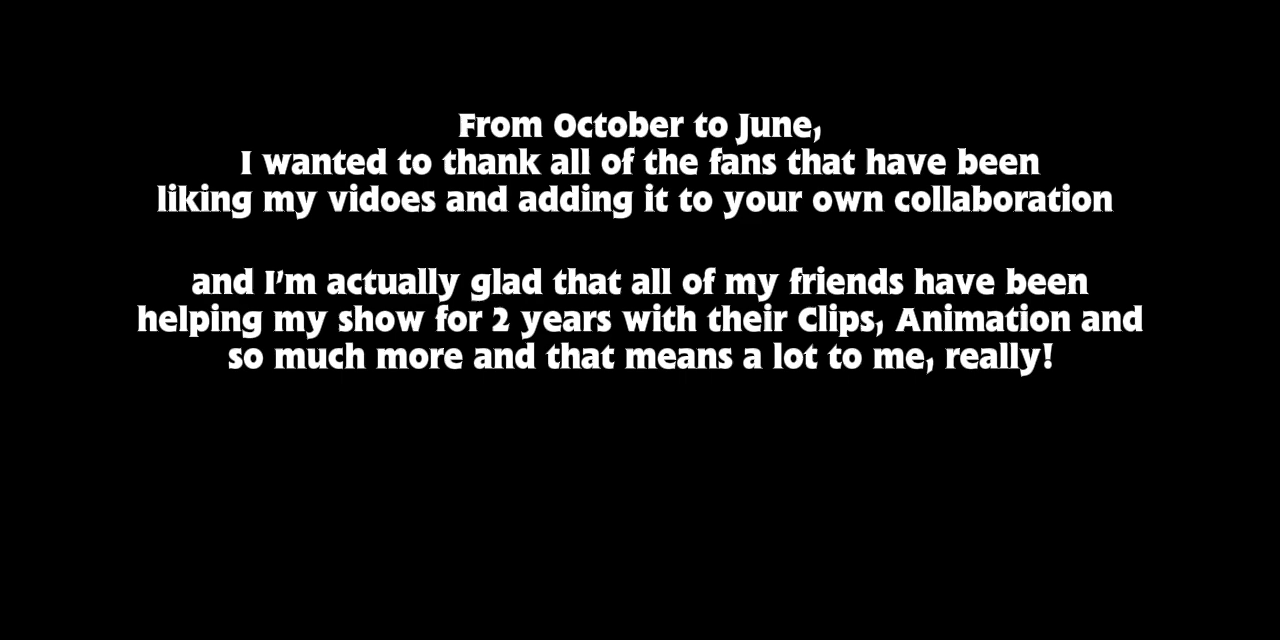 From October to June,
I wanted to thank all of the fans that have been
liking my vidoes and adding it to your own collaboration
and I'm actually glad that all of my friends have been
helping my show for 2 years with their Clips, Animation and
so much more and that means a lot to me, really!